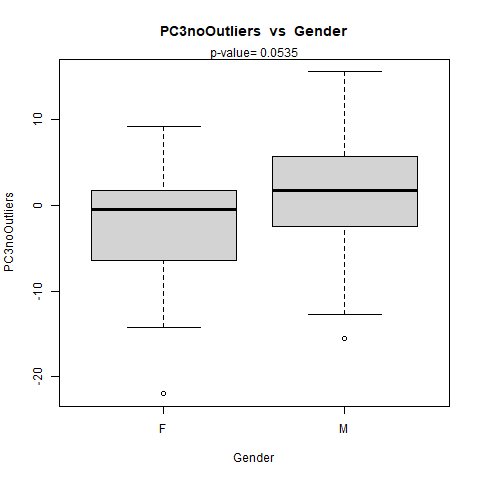 PC3noOutliers vs Gender
p-value= 0.0535
10
0
-10
-20
PC3noOutliers
F M
Gender